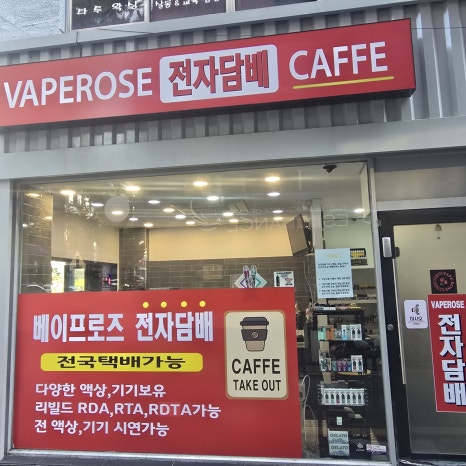 VAPEROSE 전자담배 CAFFE
베이프로즈 전자담배
전국택배가능
CAFFE
TAKE OUT
다양한 액상,기기보유
리빌드 RDA,RTA,RDTA가능
전 액상,기기 시연가능
VAPEROSE
전자담배
GELATO